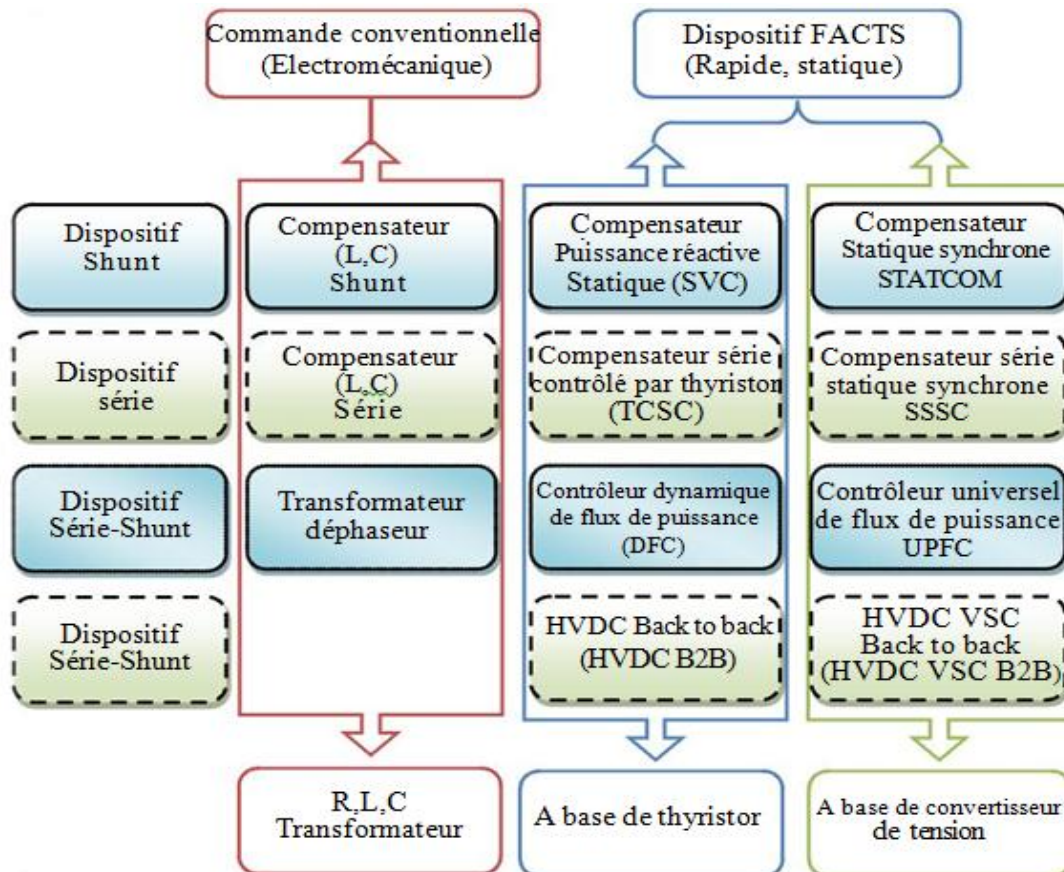 Commande conventionnelle
(Electromécanique)
Dispositif FACTS
(Rapide, statique)
Dispositif
Shunt
Compensateur
(L,C)
Shunt
Compensateur
Puissance réactive
Statique (SVC)
Compensateur
Statique synchrone
STATCOM
Dispositif
série
Compensateur
(L,C)
Série
Compensateur série
contrôlé par thyriston
(TCSC)
Compensateur série
statique synchrone
SSSC
Dispositif
Série-Shunt
Transformateur
déphaseur
Contrôleur dynamique
de flux de puissance
(DFC)
Contrôleur universel
de flux de puissance
UPFC
Dispositif
Série-Shunt
HVDC Back to back
(HVDC B2B)
HVDC VSC
Back to back
(HVDC VSC B2B)
R,L,C
Transformateur
A base de thyristor
A base de convertisseur
de tension